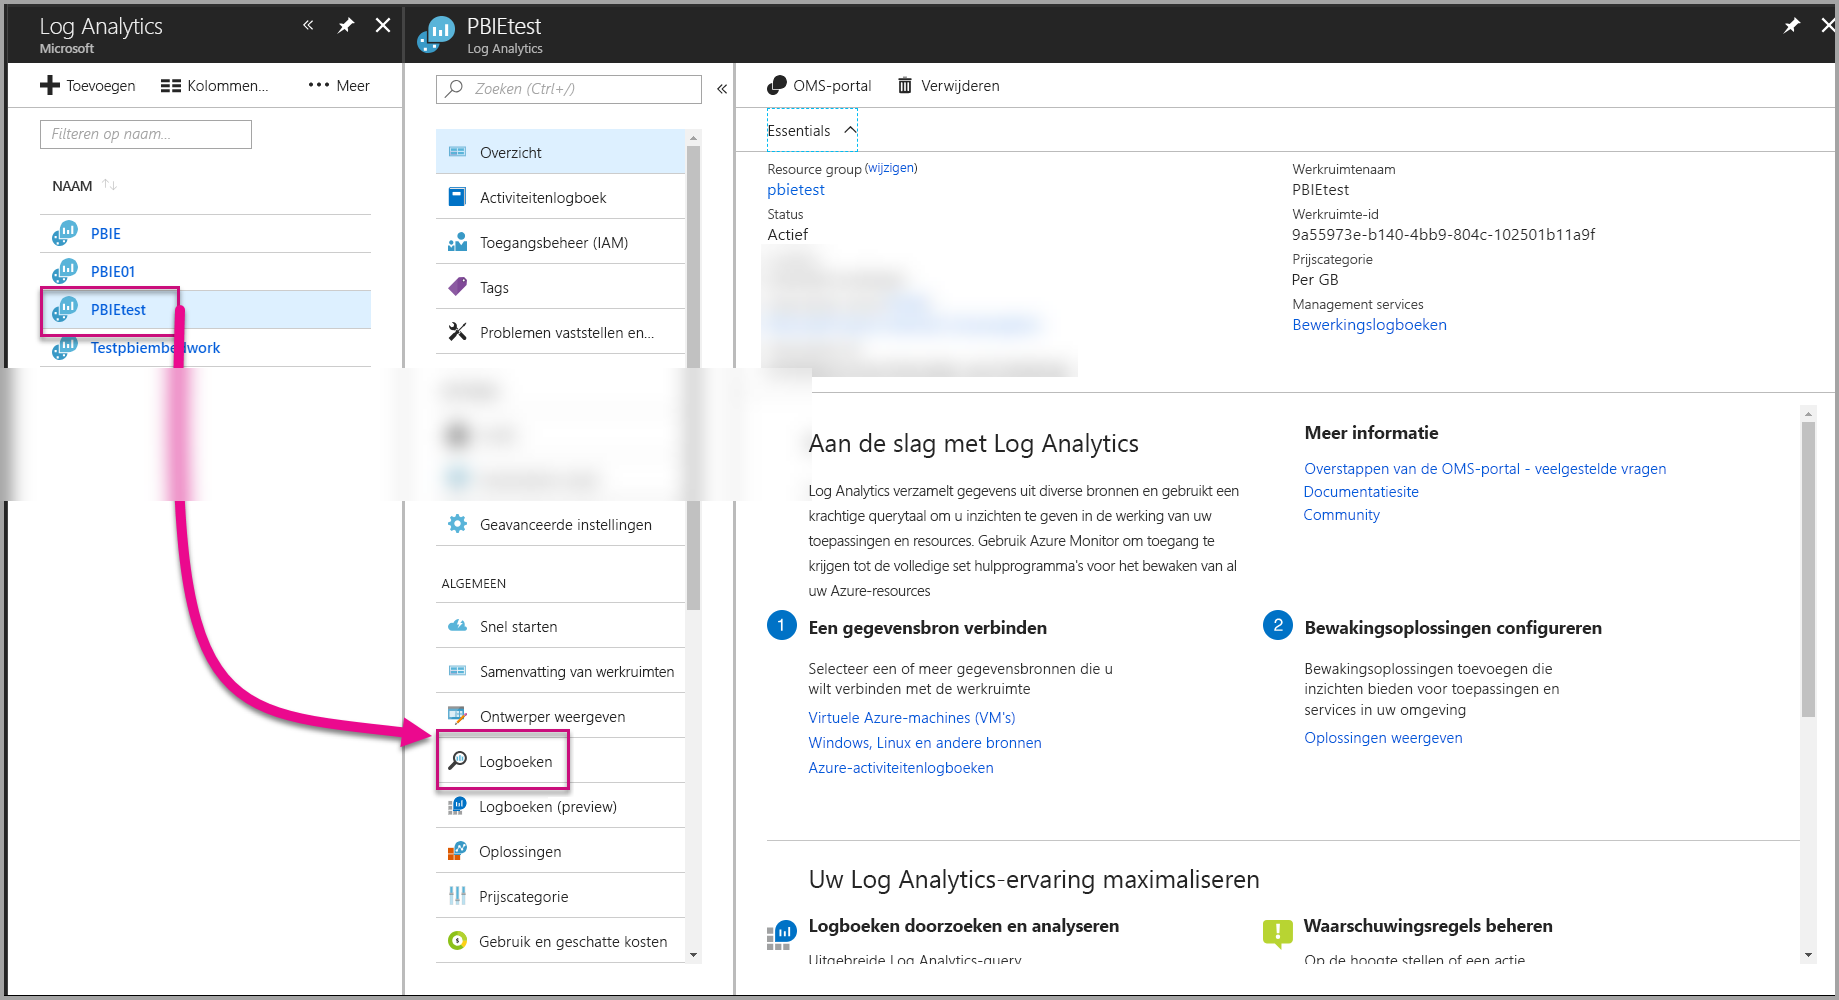 Log Analytics
Microsoft
Toevoegen
Kolommen...
Meer
Filteren op naam...
NAAM
PBIE
PBIE01
PBIEtest
Testpbiembedwork
PBIEtest
Log Analytics
Zoeken (Ctrl+/)
Overzicht
Activiteitenlogboek
Toegangsbeheer (IAM)
Tags
Problemen vaststellen en...
Geavanceerde instellingen
ALGEMEEN
Snel starten
Samenvatting van werkruimten
Ontwerper weergeven
Logboeken
Logboeken (preview)
Oplossingen
Prijscategorie
Gebruik en geschatte kosten
OMS-portal
Verwijderen
Essentials
Resource group (wijzigen)
pbietest
Status
Actief
Werkruimtenaam
PBIEtest
Werkruimte-id
9a55973e-b140-4bb9-804c-102501b11a9f
Prijscategorie
Per GB
Management services
Bewerkingslogboeken
Aan de slag met Log Analytics
Log Analytics verzamelt gegevens uit diverse bronnen en gebruikt een
krachtige querytaal om u inzichten te geven in de werking van uw
toepassingen en resources. Gebruik Azure Monitor om toegang te
krijgen tot de volledige set hulpprogramma's voor het bewaken van al
uw Azure-resources
Meer informatie
Overstappen van de OMS-portal - veelgestelde vragen
Documentatiesite
Community
1
Een gegevensbron verbinden
Selecteer een of meer gegevensbronnen die u
wilt verbinden met de werkruimte
Virtuele Azure-machines (VM's)
Windows, Linux en andere bronnen
Azure-activiteitenlogboeken
2
Bewakingsoplossingen configureren
Bewakingsoplossingen toevoegen die
inzichten bieden voor toepassingen en
services in uw omgeving
Oplossingen weergeven
Uw Log Analytics-ervaring maximaliseren
Logboeken doorzoeken en analyseren
Uitgebreide Log Analytics-query
Waarschuwingsregels beheren
Op de hoogte stellen of een actie